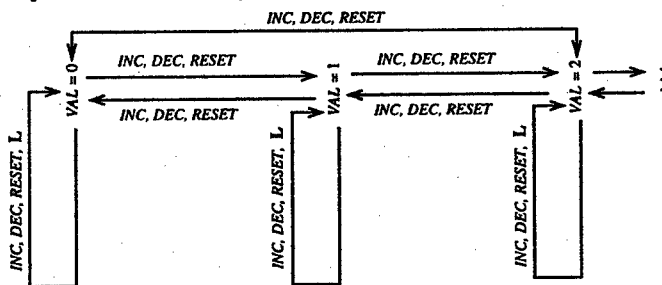 INC, DEC, RESET
INC, DEC, RESET
INC, DEC, RESET
VAL = 0
VAL = 1
VAL = 2
INC, DEC, RESET
INC, DEC, RESET
INC, DEC, RESET, L
INC, DEC, RESET, L
INC, DEC, RESET, L